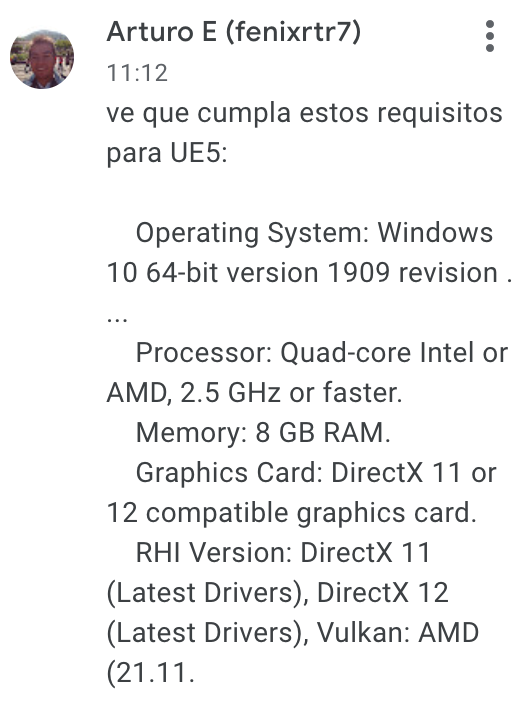 Arturo E (fenixrtr7)
11:12
ve que cumpla estos requisitos
para UE5:
Operating System: Windows
10 64-bit version 1909 revision .
...
Processor: Quad-core Intel or
AMD, 2.5 GHz or faster.
Memory: 8 GB RAM.
Graphics Card: DirectX 11 or
12 compatible graphics card.
RHI Version: DirectX 11
(Latest Drivers), DirectX 12
(Latest Drivers), Vulkan: AMD
(21.11.